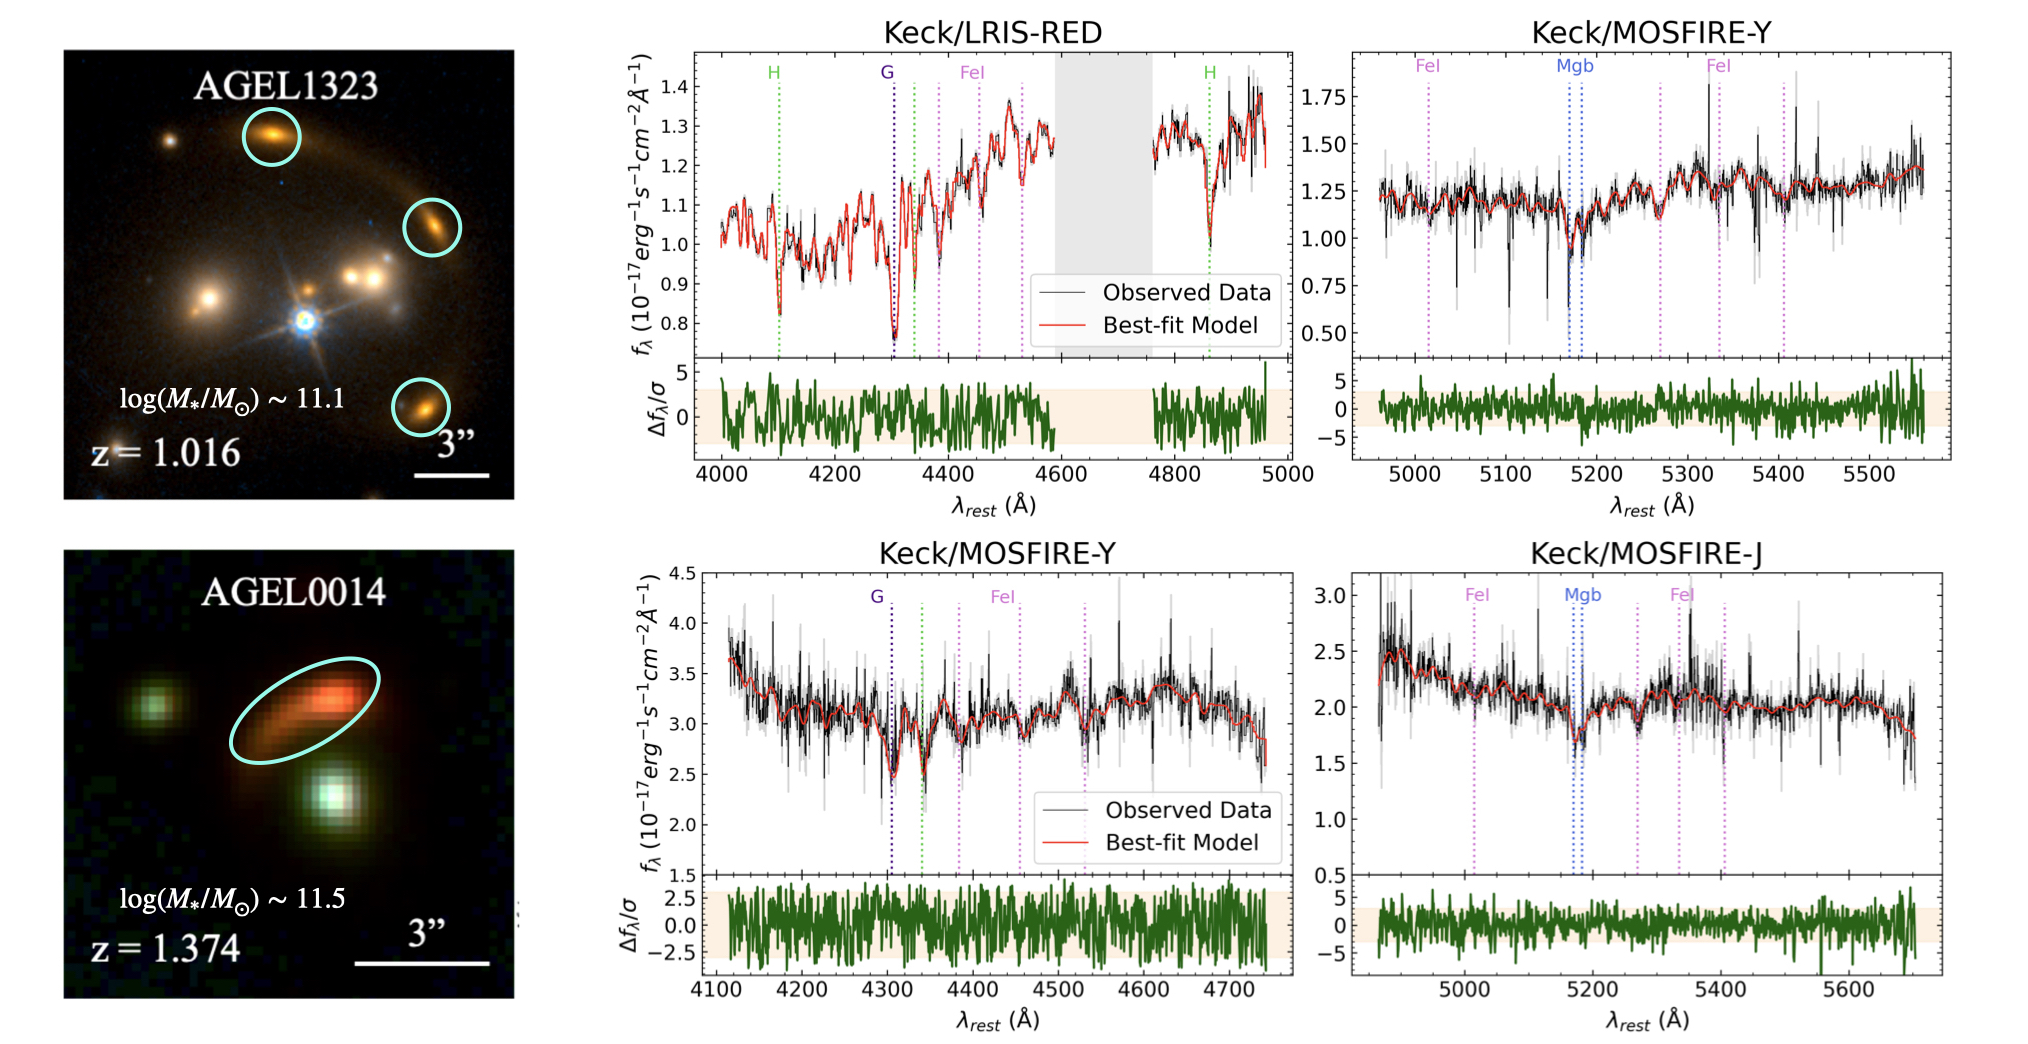 AGEL1323
log(M*/M⊙) ~ 11.1
z = 1.016
3”
Keck/LRIS-RED
H
G
FeI
H
1.4
1.3
1.2
1.1
1.0
0.9
0.8
fλ (10⁻¹⁷erg⁻¹s⁻¹cm⁻²Å⁻¹)
Observed Data
Best-fit Model
5
0
Δfλ/σ
4000 4200 4400 4600 4800 5000
λrest (Å)
Keck/MOSFIRE-Y
FeI
Mgb
FeI
1.75
1.50
1.25
1.00
0.75
0.50
5
0
−5
5000 5100 5200 5300 5400 5500
λrest (Å)
AGEL0014
log(M*/M⊙) ~ 11.5
z = 1.374
3”
Keck/MOSFIRE-Y
G
FeI
4.5
4.0
3.5
3.0
2.5
2.0
1.5
fλ (10⁻¹⁷erg⁻¹s⁻¹cm⁻²Å⁻¹)
Observed Data
Best-fit Model
2.5
0.0
−2.5
Δfλ/σ
4100 4200 4300 4400 4500 4600 4700
λrest (Å)
Keck/MOSFIRE-J
FeI
Mgb
FeI
3.0
2.5
2.0
1.5
1.0
0.5
5
0
−5
5000 5200 5400 5600
λrest (Å)